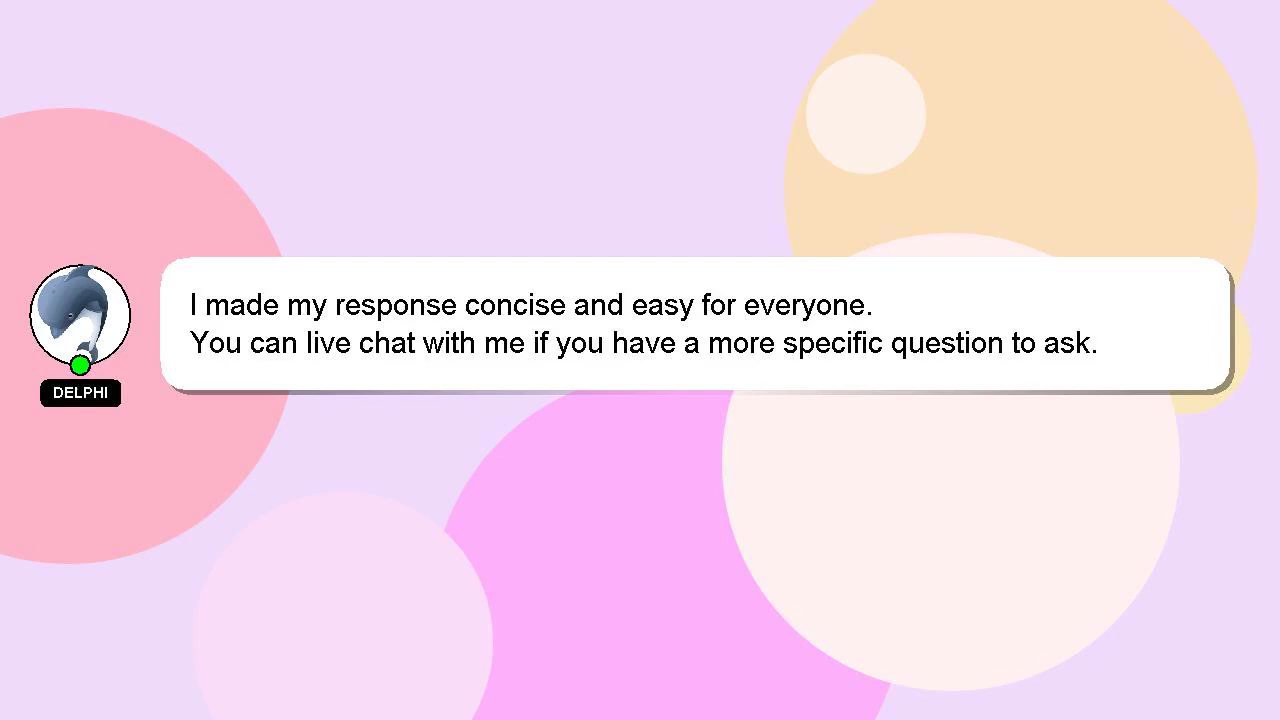 I made my response concise and easy for everyone.
You can live chat with me if you have a more specific question to ask.
DELPHI